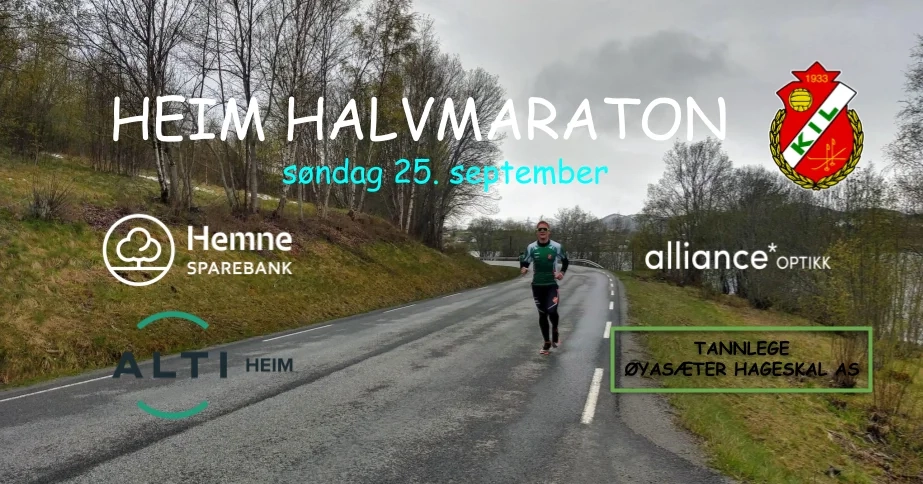 HEIM HALVMARATON
søndag 25. september
1933
KIL
Hemne
SPAREBANK
alliance* OPTIKK
ALTI HEIM
TANNLEGE
ØYASÆTER HAGESKAL AS